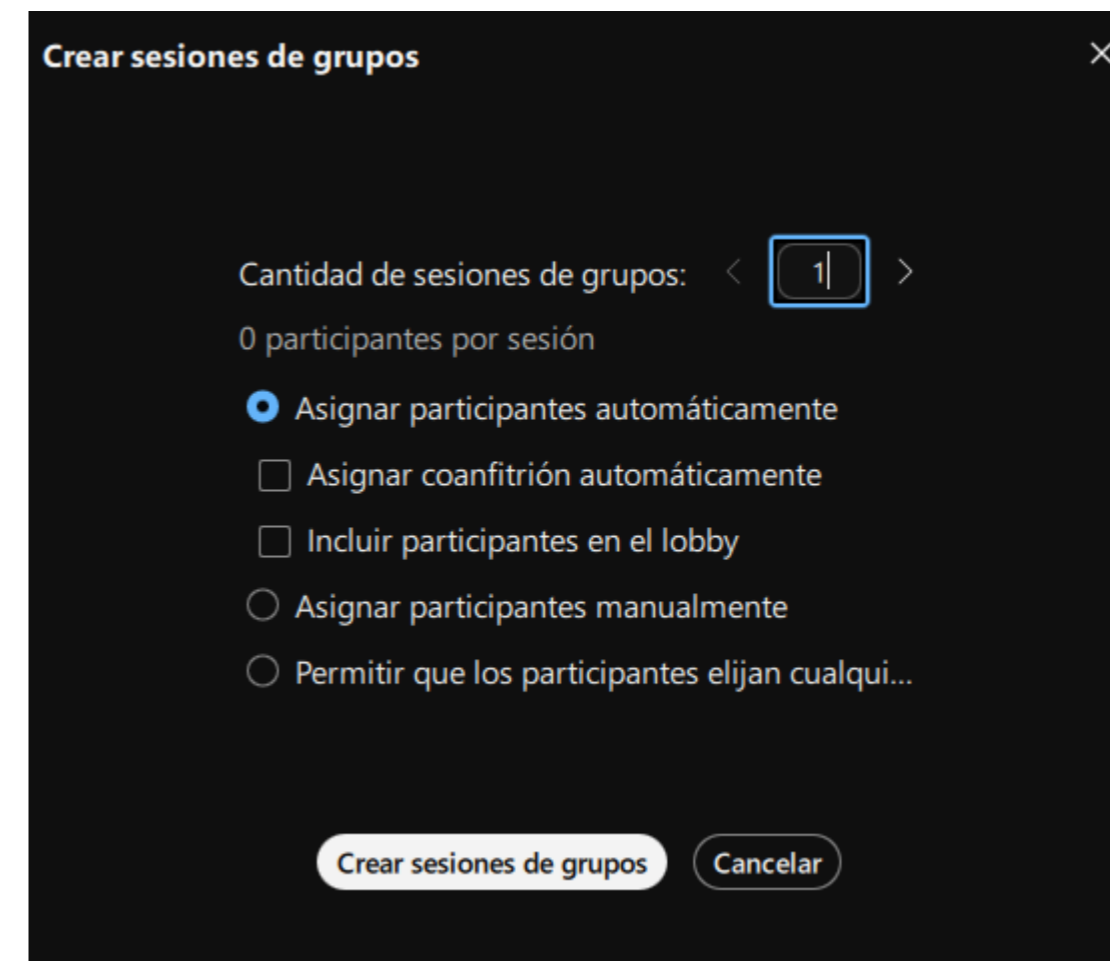 Crear sesiones de grupos
Cantidad de sesiones de grupos: 1
0 participantes por sesión
Asignar participantes automáticamente
Asignar coanfitrión automáticamente
Incluir participantes en el lobby
Asignar participantes manualmente
Permitir que los participantes elijan cualqui...
Crear sesiones de grupos Cancelar